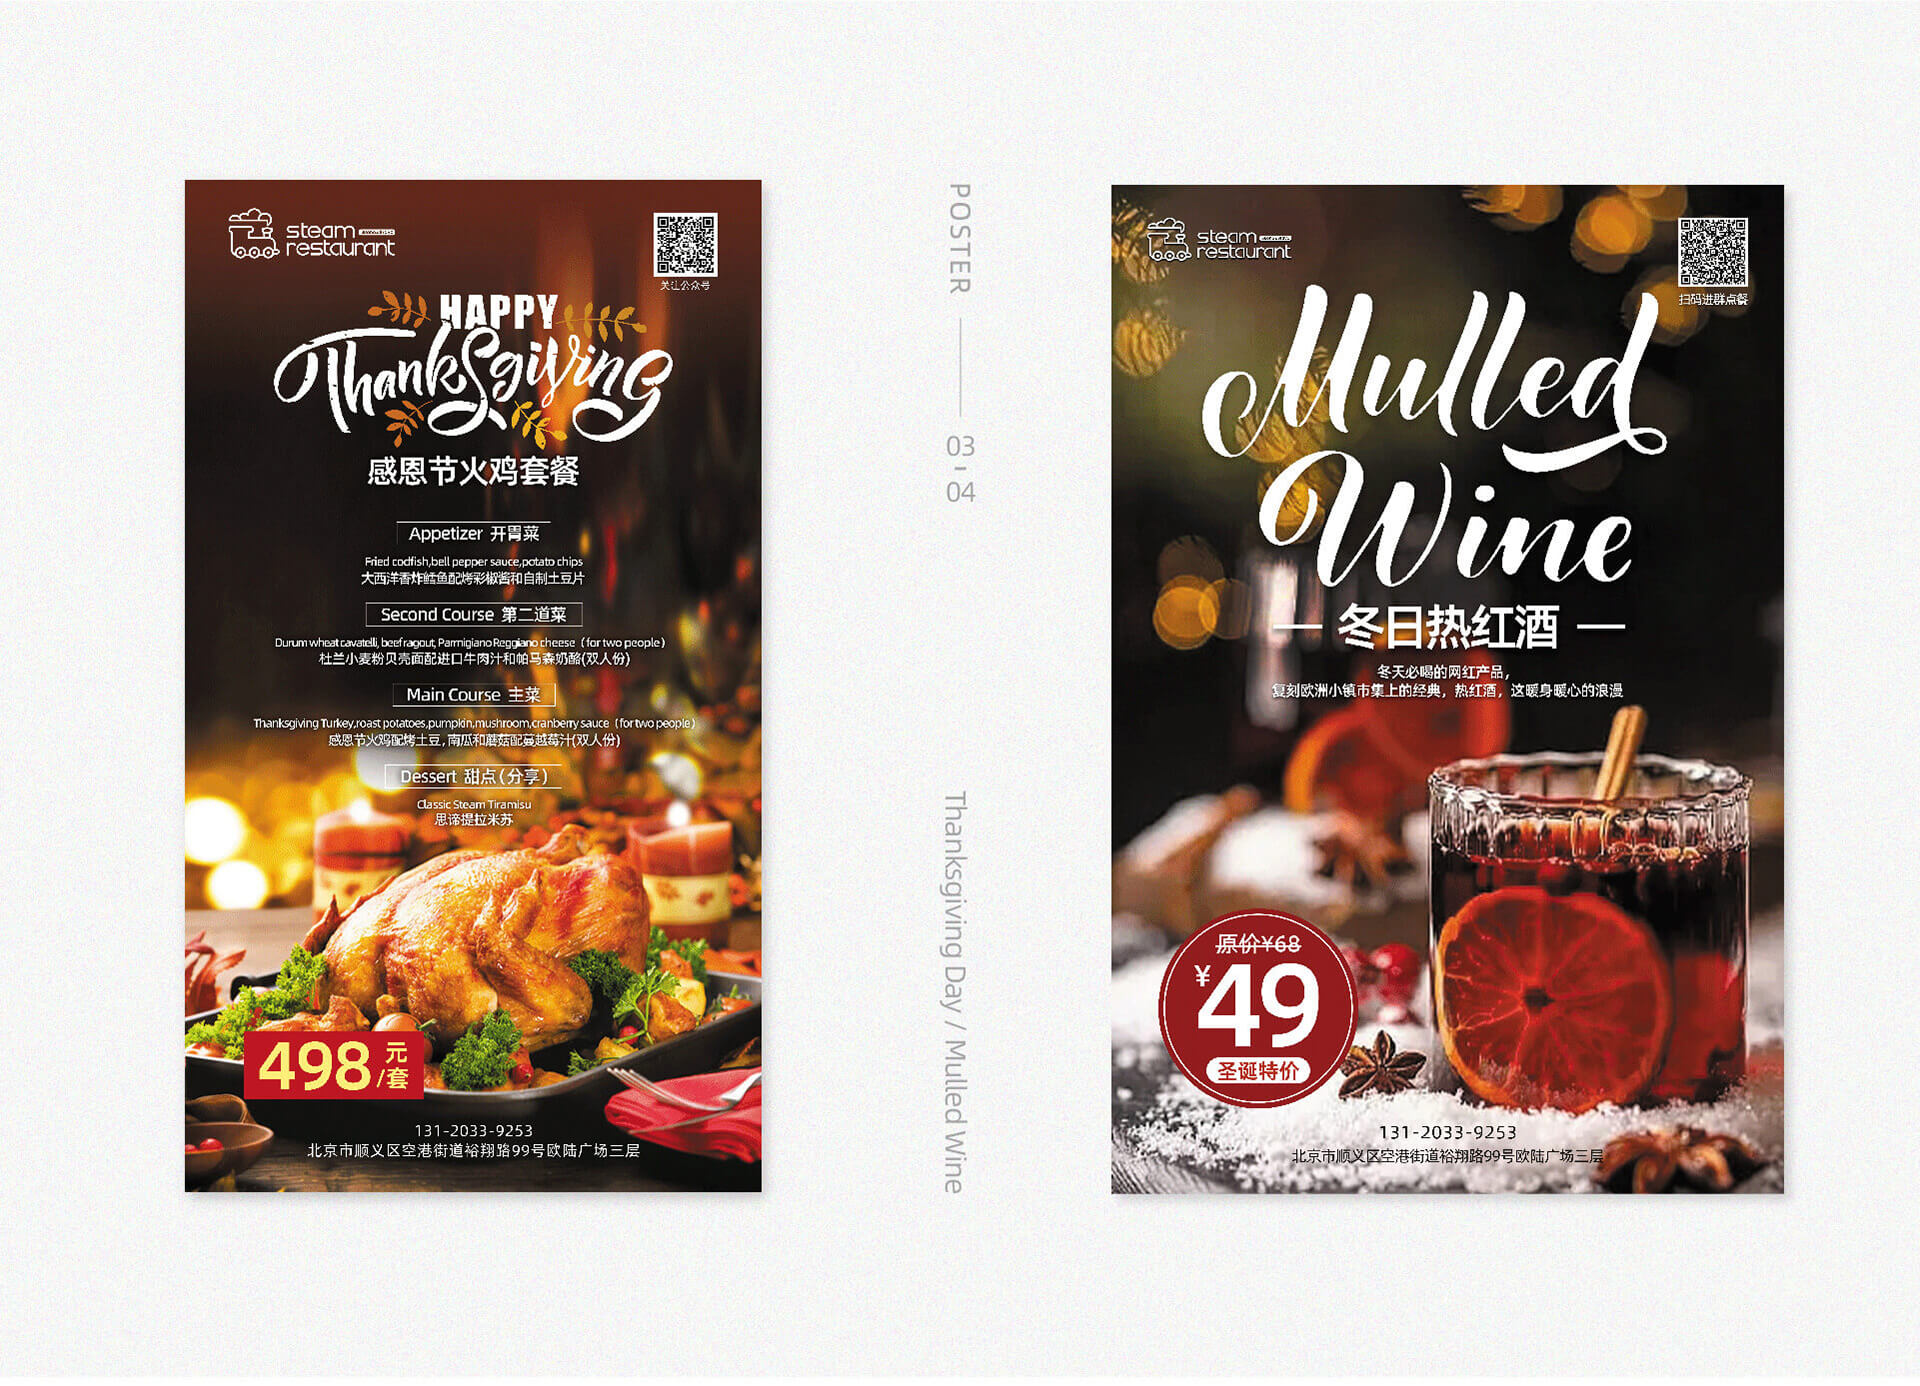 steam
restaurant
关注公众号
HAPPY
Thanksgiving
感恩节火鸡套餐
Appetizer 开胃菜
Fried codfish,bell pepper sauce,potato chips
大西洋香炸鳕鱼配烤彩椒酱和自制土豆片
Second Course 第二道菜
Durum wheat cavatelli, beef ragout, Parmigiano Reggiano cheese（for two people）
杜兰小麦粉贝壳面配进口牛肉汁和帕马森奶酪(双人份)
Main Course 主菜
Thanksgiving Turkey,roast potatoes,pumpkin,mushroom,cranberry sauce（for two people）
感恩节火鸡配烤土豆,南瓜和蘑菇配蔓越莓汁(双人份)
Dessert 甜点(分享)
Classic Steam Tiramisu
思谛提拉米苏
498元/套
131-2033-9253
北京市顺义区空港街道裕翔路99号欧陆广场三层
POSTER
03
-
04
Thanksgiving Day / Mulled Wine
steam
restaurant
扫码进群点餐
Mulled
Wine
冬日热红酒
冬天必喝的网红产品，
复刻欧洲小镇市集上的经典，热红酒，这暖身暖心的浪漫
原价¥68
¥49
圣诞特价
131-2033-9253
北京市顺义区空港街道裕翔路99号欧陆广场三层